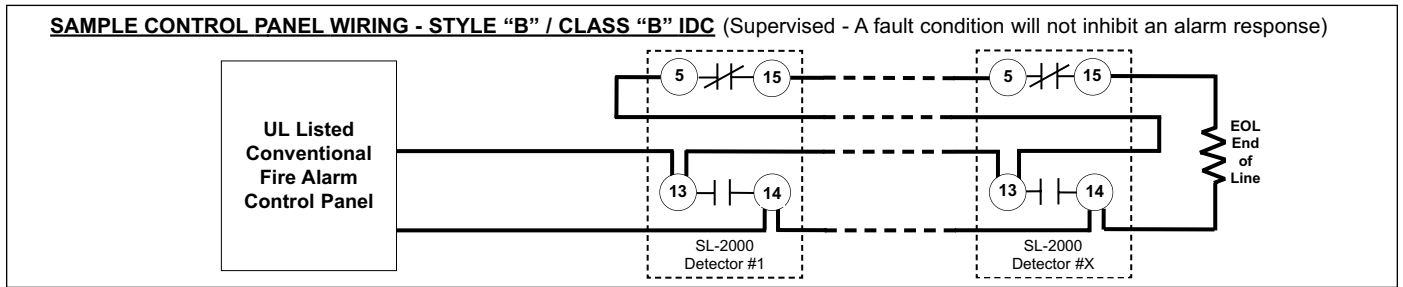 SAMPLE CONTROL PANEL WIRING - STYLE “B” / CLASS “B” IDC (Supervised - A fault condition will not inhibit an alarm response)
UL Listed
Conventional
Fire Alarm
Control Panel
5
15
13
14
SL-2000
Detector #1
5
15
13
14
SL-2000
Detector #X
EOL
End
of
Line